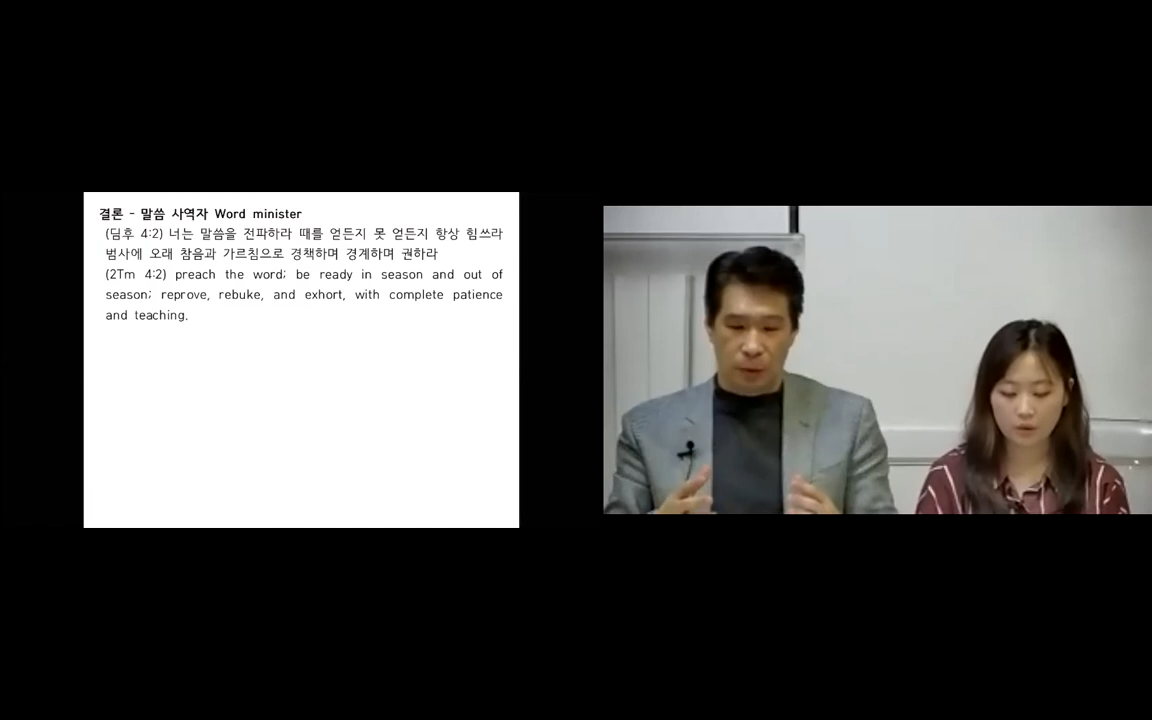 결론 - 말씀 사역자 Word minister
(딤후 4:2) 너는 말씀을 전파하라 때를 얻든지 못 얻든지 항상 힘쓰라
범사에 오래 참음과 가르침으로 경책하며 경계하며 권하라
(2Tm 4:2) preach the word; be ready in season and out of
season; reprove, rebuke, and exhort, with complete patience
and teaching.